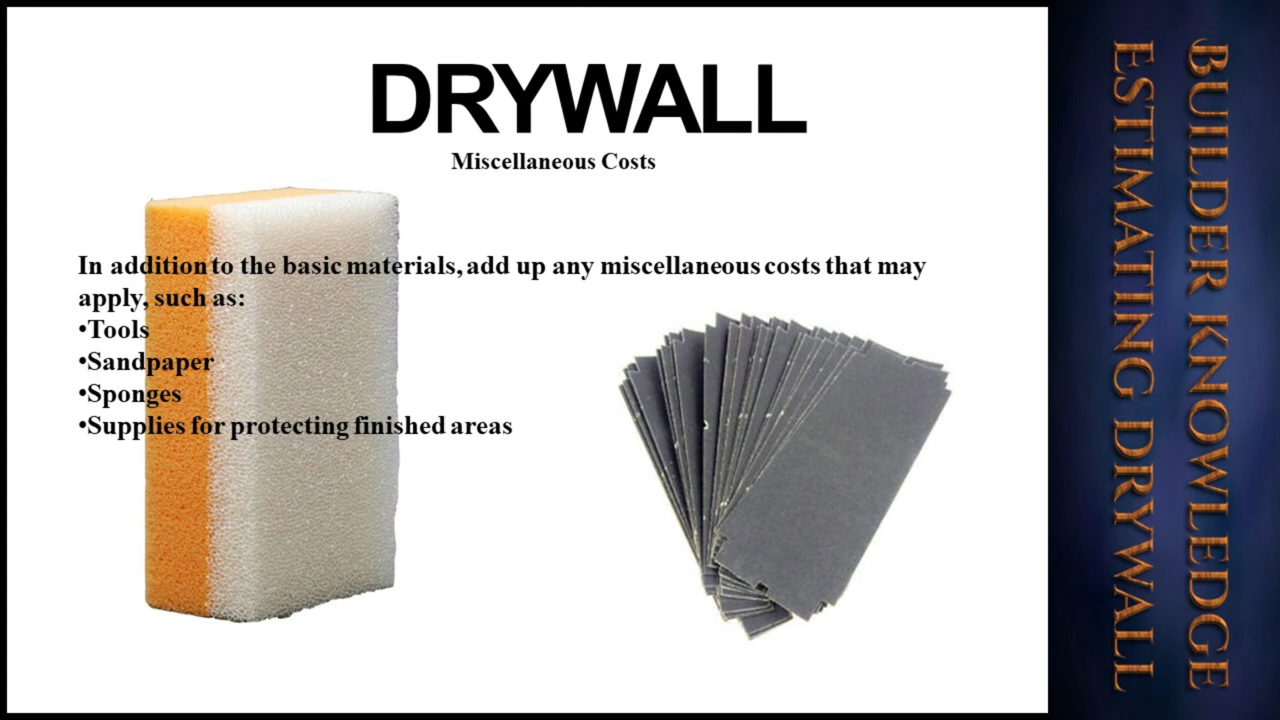 DRYWALL
Miscellaneous Costs
In addition to the basic materials, add up any miscellaneous costs that may
apply, such as:
•Tools
•Sandpaper
•Sponges
•Supplies for protecting finished areas
BUILDER KNOWLEDGE
ESTIMATING DRYWALL